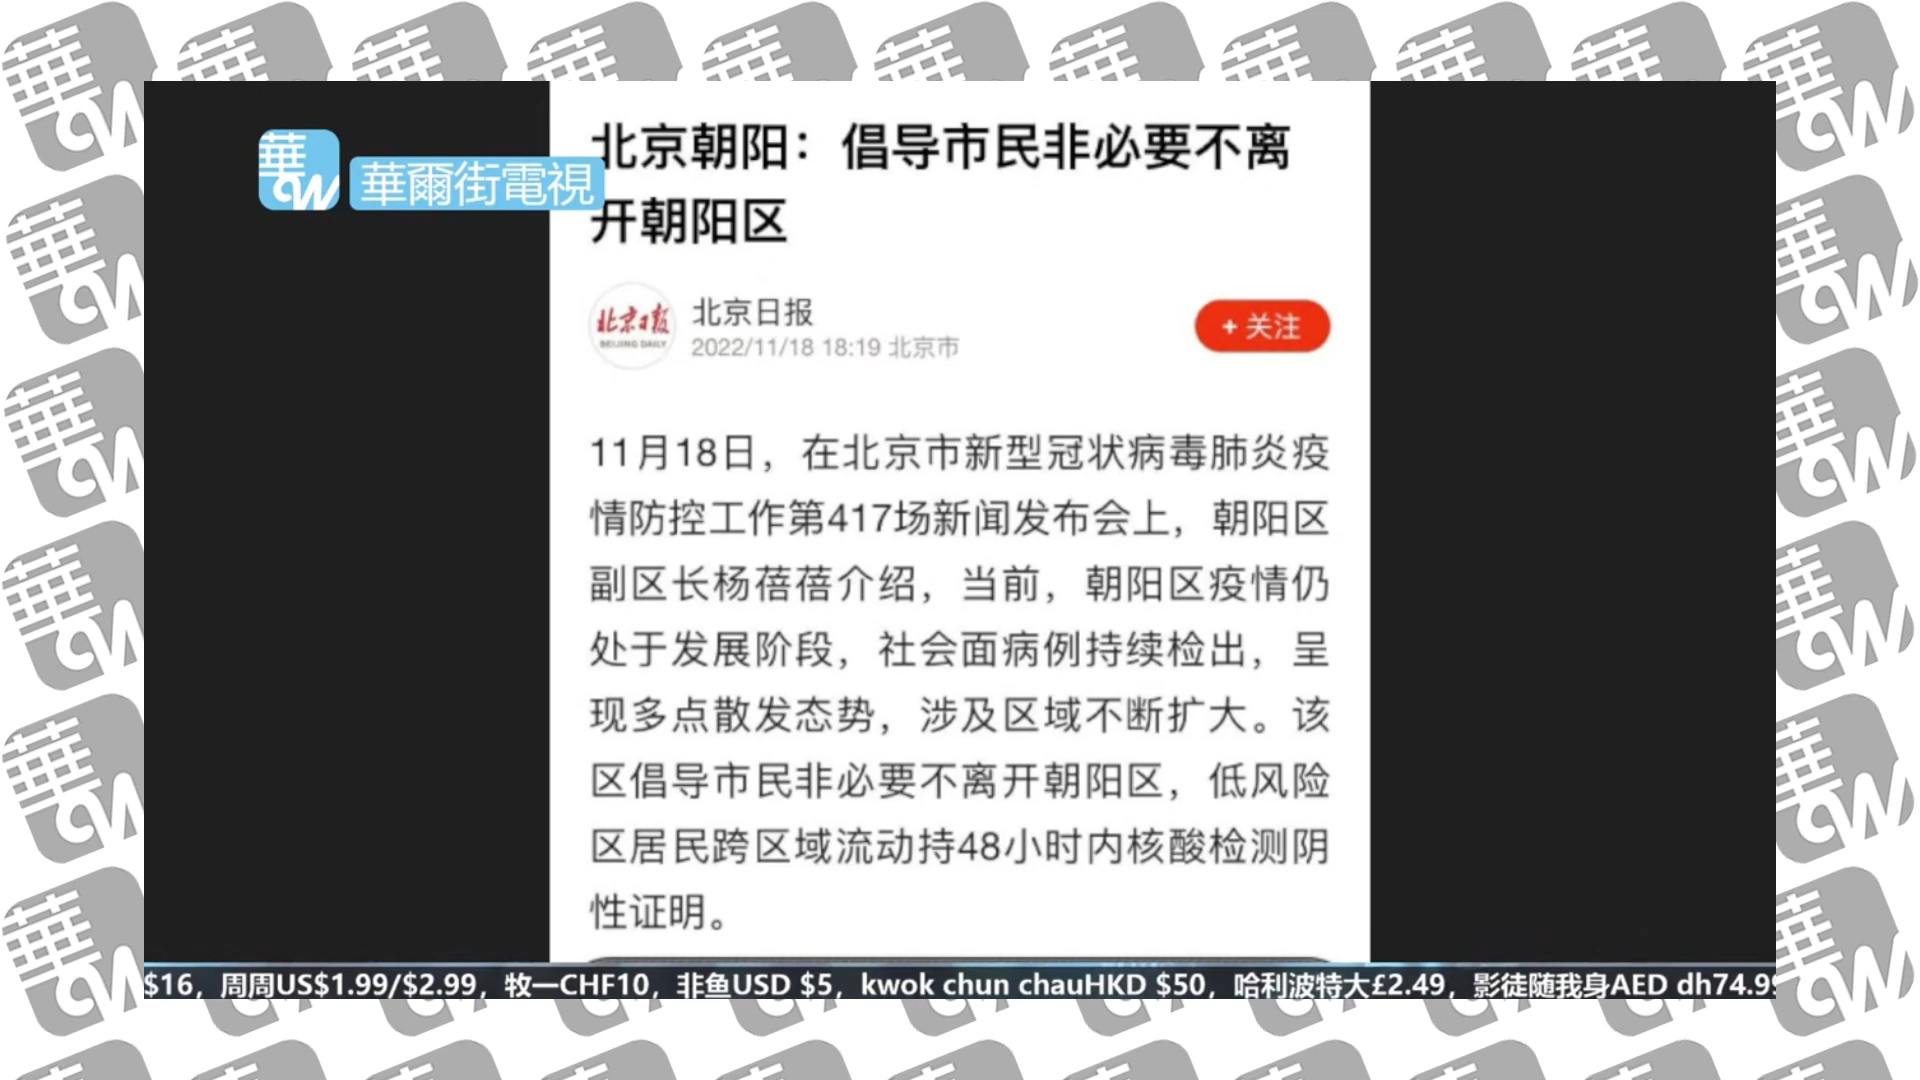 北京朝阳：倡导市民非必要不离
開朝阳区
華爾街電視
北京日报
BEIJING DAILY
北京日报
2022/11/18 18:19 北京市
+ 关注
11月18日，在北京市新型冠状病毒肺炎疫
情防控工作第417场新闻发布会上，朝阳区
副区长杨蓓蓓介绍，当前，朝阳区疫情仍
处于发展阶段，社会面病例持续检出，呈
现多点散发态势，涉及区域不断扩大。该
区倡导市民非必要不离开朝阳区，低风险
区居民跨区域流动持48小时内核酸检测阴
性证明。
$16，周周US$1.99/$2.99，牧一CHF10，非鱼USD $5，kwok chun chauHKD $50，哈利波特大£2.49，影徒随我身AED dh74.99